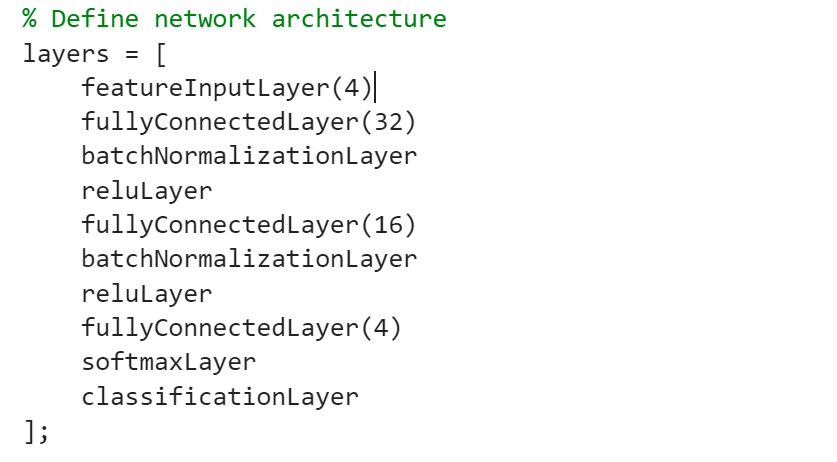 % Define network architecture
layers = [
featureInputLayer(4)
fullyConnectedLayer(32)
batchNormalizationLayer
reluLayer
fullyConnectedLayer(16)
batchNormalizationLayer
reluLayer
fullyConnectedLayer(4)
softmaxLayer
classificationLayer
];